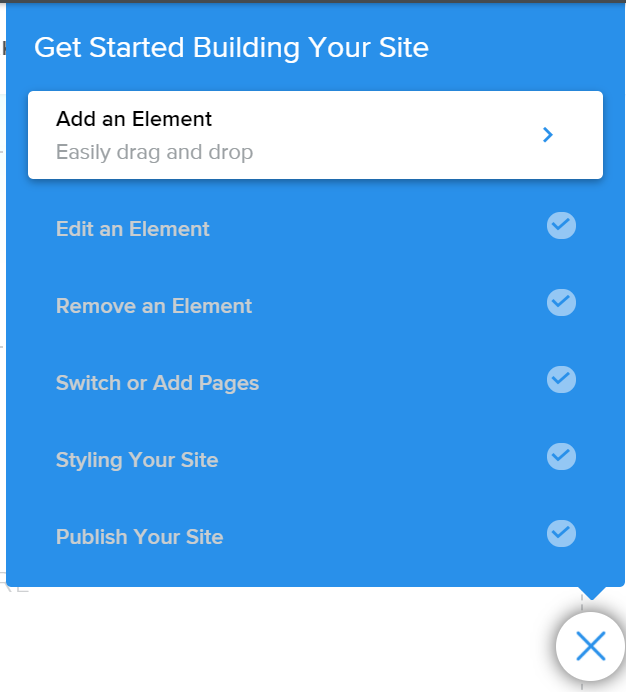 Get Started Building Your Site
Add an Element
Easily drag and drop
Edit an Element
Remove an Element
Switch or Add Pages
Styling Your Site
Publish Your Site